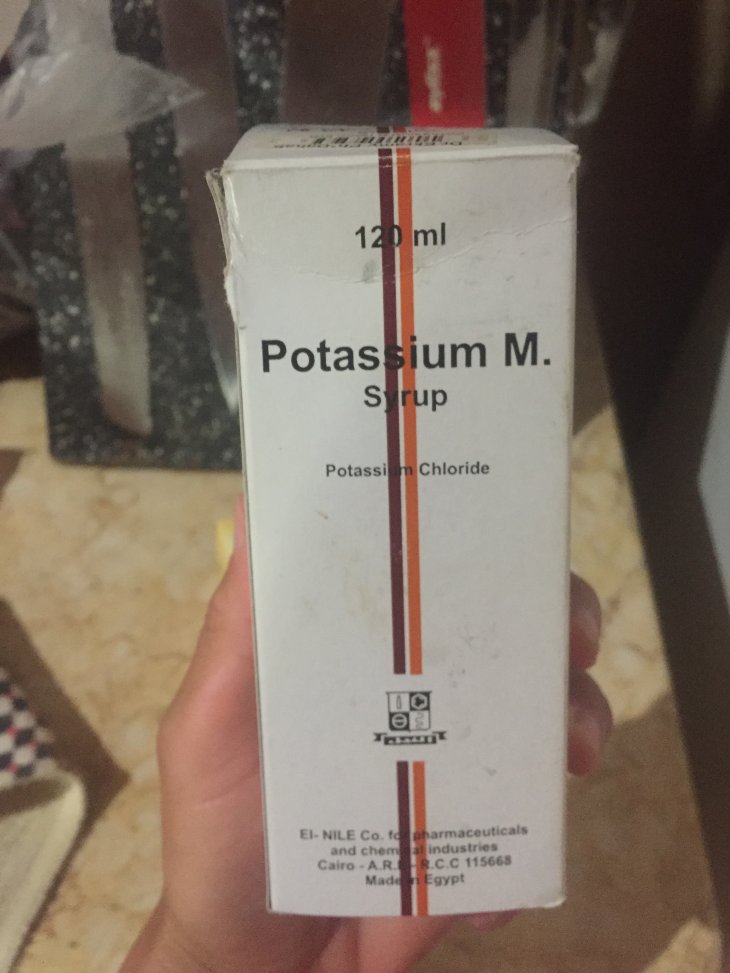 120 ml
Potassium M.
Syrup
Potassium Chloride
El- NILE Co. for pharmaceuticals
and chemical industries
Cairo - A.R.E - R.C.C 115668
Made in Egypt